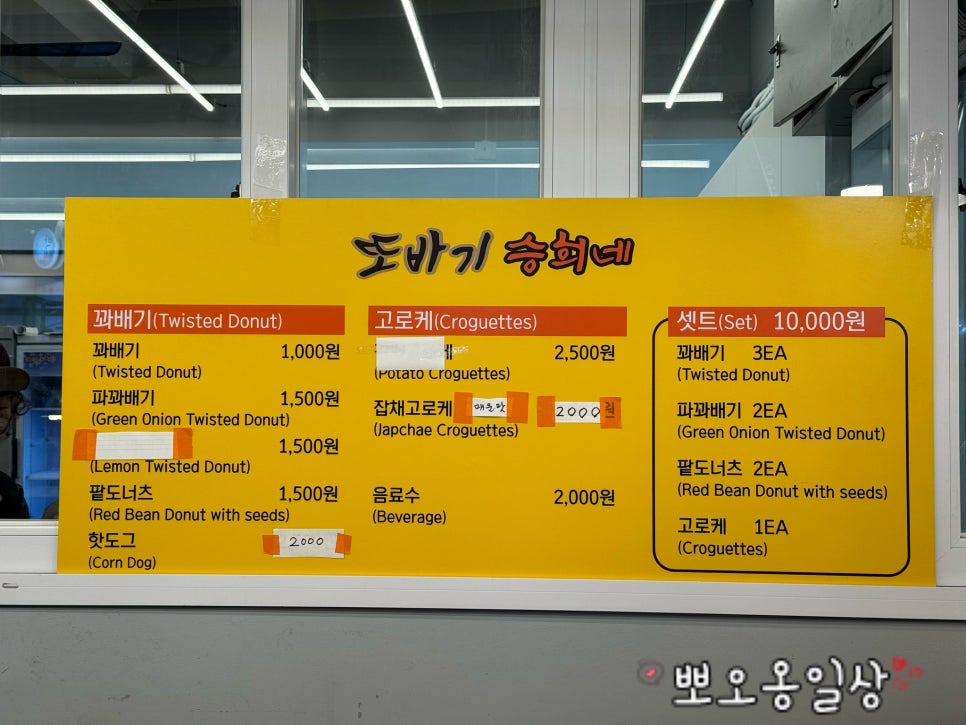 또바기 승희네
꽈배기(Twisted Donut)
꽈배기 1,000원
(Twisted Donut)
파꽈배기 1,500원
(Green Onion Twisted Donut)
1,500원
(Lemon Twisted Donut)
팥도너츠 1,500원
(Red Bean Donut with seeds)
핫도그 2000
(Corn Dog)
고로케(Croguettes)
케 2,500원
(Potato Croguettes)
잡채고로케 매운맛 2000원
(Japchae Croguettes)
음료수 2,000원
(Beverage)
셋트(Set) 10,000원
꽈배기 3EA
(Twisted Donut)
파꽈배기 2EA
(Green Onion Twisted Donut)
팥도너츠 2EA
(Red Bean Donut with seeds)
고로케 1EA
(Croguettes)
뽀오옹일상